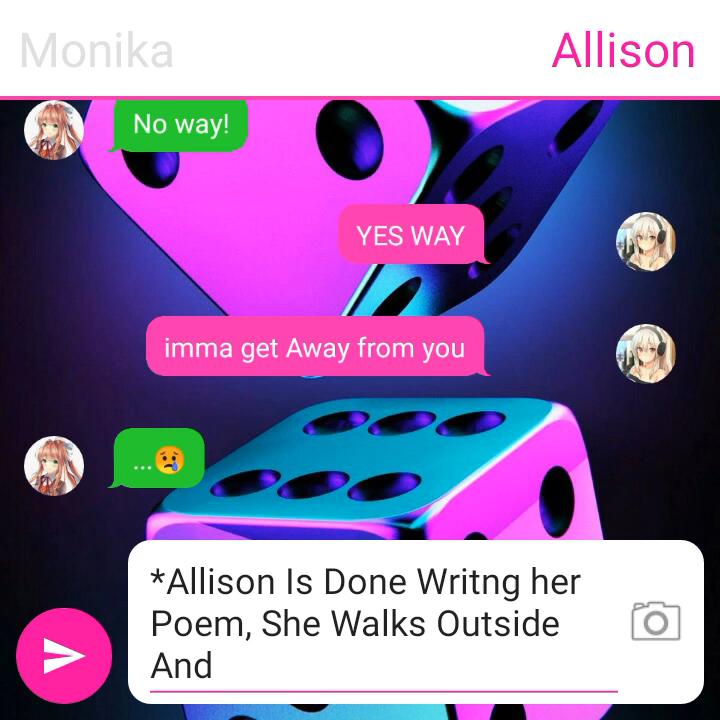 Monika
Allison
No way!
YES WAY
imma get Away from you
...😢
*Allison Is Done Writng her
Poem, She Walks Outside
And